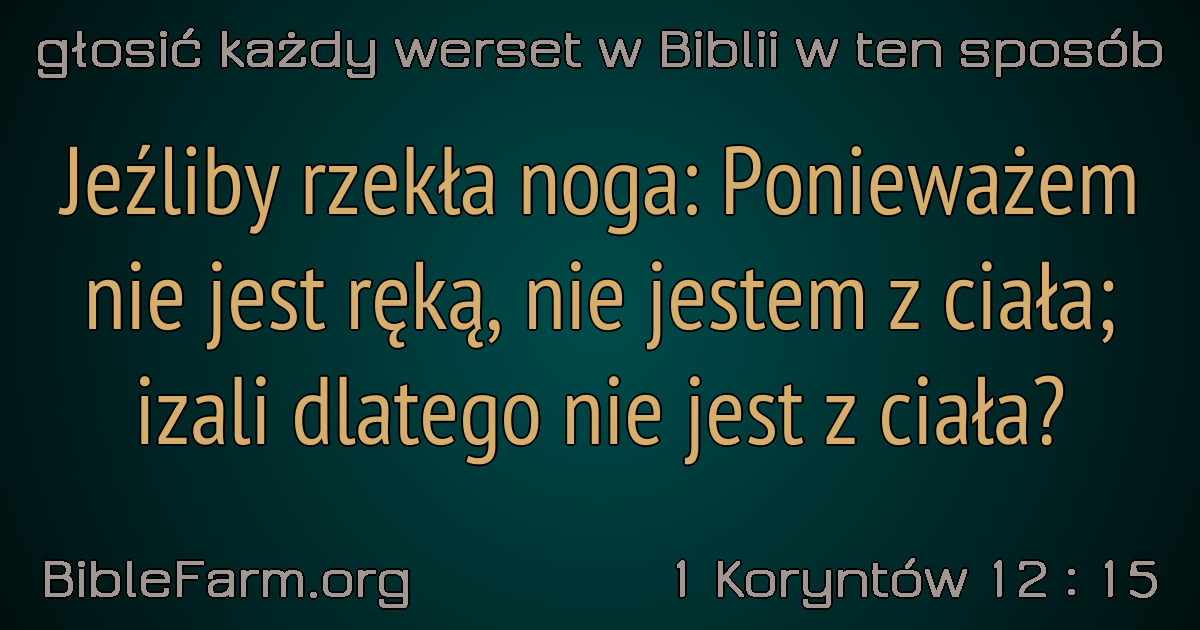 głosić każdy werset w Biblii w ten sposób
Jeźliby rzekła noga: Ponieważem
nie jest ręką, nie jestem z ciała;
izali dlatego nie jest z ciała?
BibleFarm.org
1 Koryntów 12 : 15